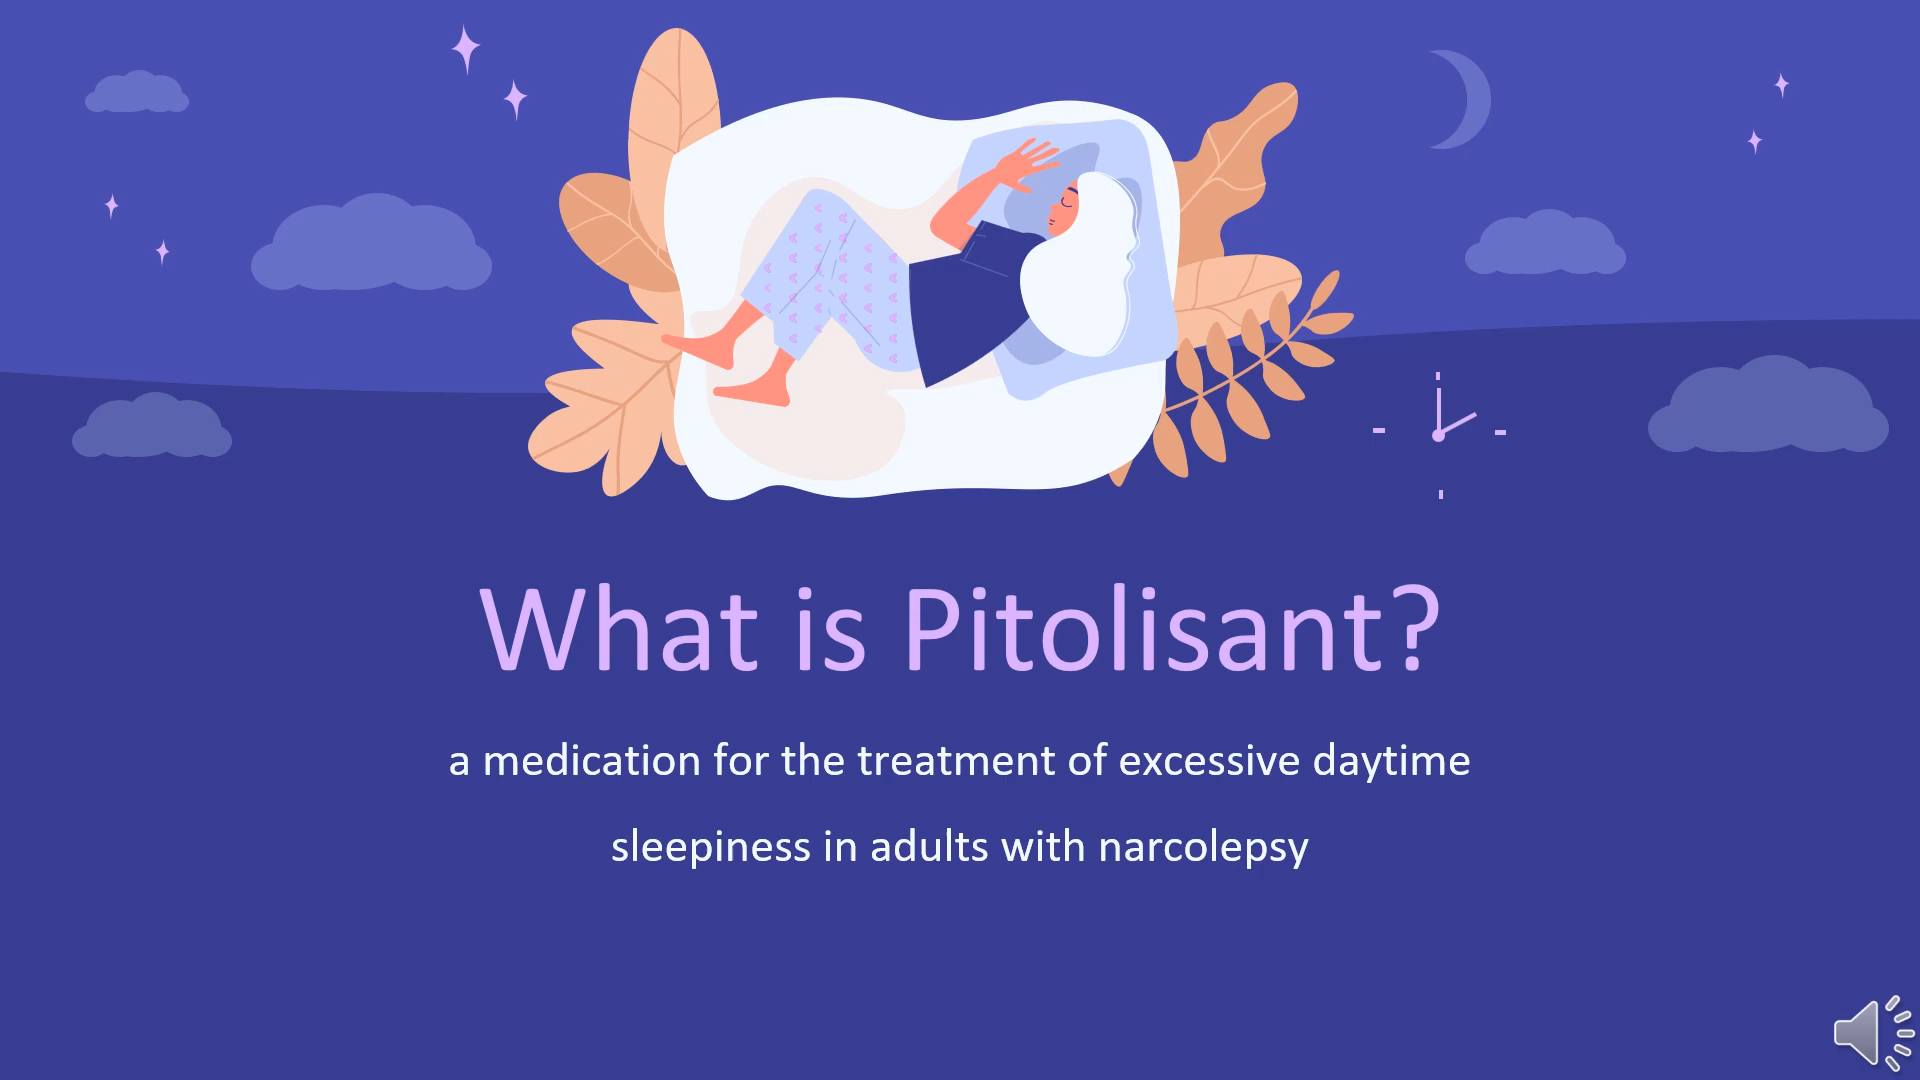 What is Pitolisant?
a medication for the treatment of excessive daytime
sleepiness in adults with narcolepsy